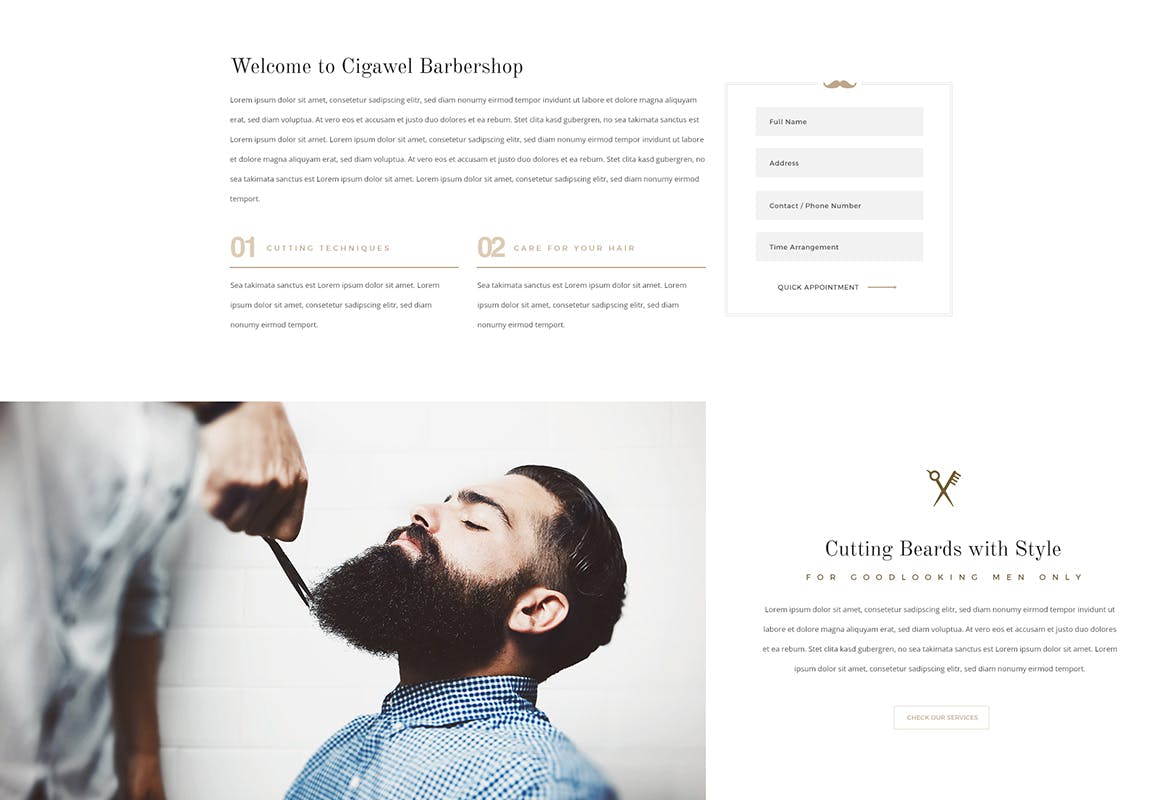 Welcome to Cigawel Barbershop
Lorem ipsum dolor sit amet, consetetur sadipscing elitr, sed diam nonumy eirmod tempor invidunt ut labore et dolore magna aliquyam
erat, sed diam voluptua. At vero eos et accusam et justo duo dolores et ea rebum. Stet clita kasd gubergren, no sea takimata sanctus est
Lorem ipsum dolor sit amet. Lorem ipsum dolor sit amet, consetetur sadipscing elitr, sed diam nonumy eirmod tempor invidunt ut labore
et dolore magna aliquyam erat, sed diam voluptua. At vero eos et accusam et justo duo dolores et ea rebum. Stet clita kasd gubergren, no
sea takimata sanctus est Lorem ipsum dolor sit amet. Lorem ipsum dolor sit amet, consetetur sadipscing elitr, sed diam nonumy eirmod
temport.
01 CUTTING TECHNIQUES
Sea takimata sanctus est Lorem ipsum dolor sit amet. Lorem
ipsum dolor sit amet, consetetur sadipscing elitr, sed diam
nonumy eirmod temport.
02 CARE FOR YOUR HAIR
Sea takimata sanctus est Lorem ipsum dolor sit amet. Lorem
ipsum dolor sit amet, consetetur sadipscing elitr, sed diam
nonumy eirmod temport.
Full Name
Address
Contact / Phone Number
Time Arrangement
QUICK APPOINTMENT
Cutting Beards with Style
FOR GOODLOOKING MEN ONLY
Lorem ipsum dolor sit amet, consetetur sadipscing elitr, sed diam nonumy eirmod tempor invidunt ut
labore et dolore magna aliquyam erat, sed diam voluptua. At vero eos et accusam et justo duo dolores
et ea rebum. Stet clita kasd gubergren, no sea takimata sanctus est Lorem ipsum dolor sit amet. Lorem
ipsum dolor sit amet, consetetur sadipscing elitr, sed diam nonumy eirmod temport.
CHECK OUR SERVICES